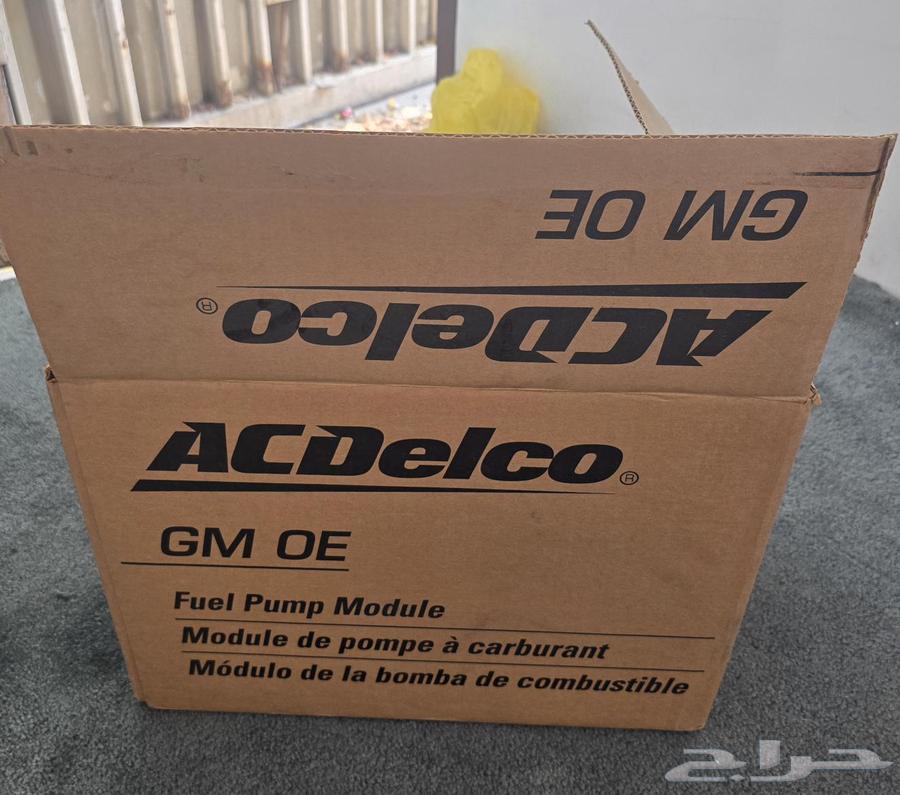 GM OE
ACDelco®
ACDelco®
GM OE
Fuel Pump Module
Module de pompe à carburant
Módulo de la bomba de combustible
حراج